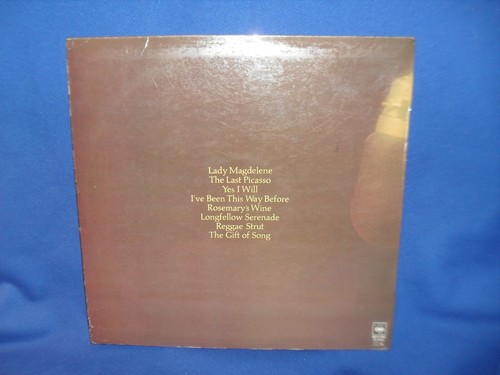 Lady Magdelene
The Last Picasso
Yes I Will
I've Been This Way Before
Rosemary's Wine
Longfellow Serenade
Reggae Strut
The Gift of Song